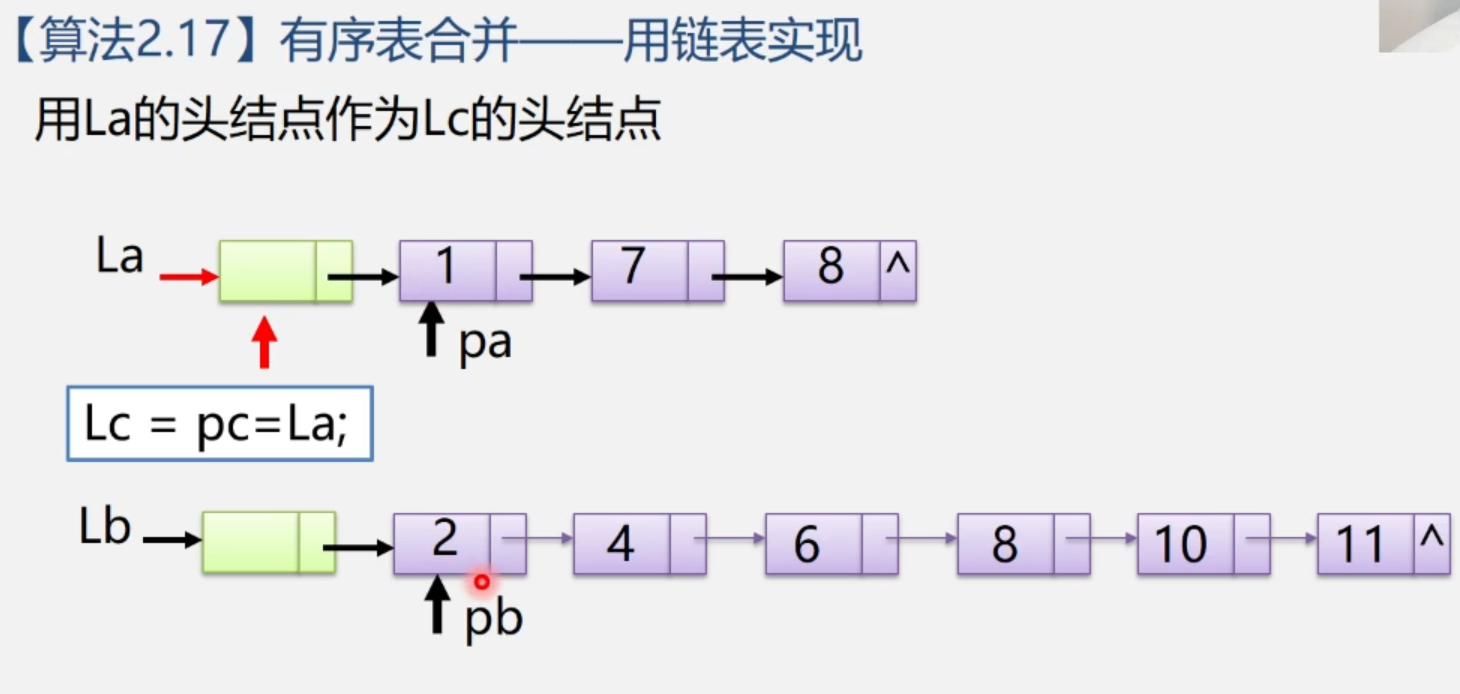 【算法2.17】有序表合并——用链表实现
用La的头结点作为Lc的头结点
La 1 7 8 ^
pa
Lc = pc=La;
Lb 2 4 6 8 10 11 ^
pb